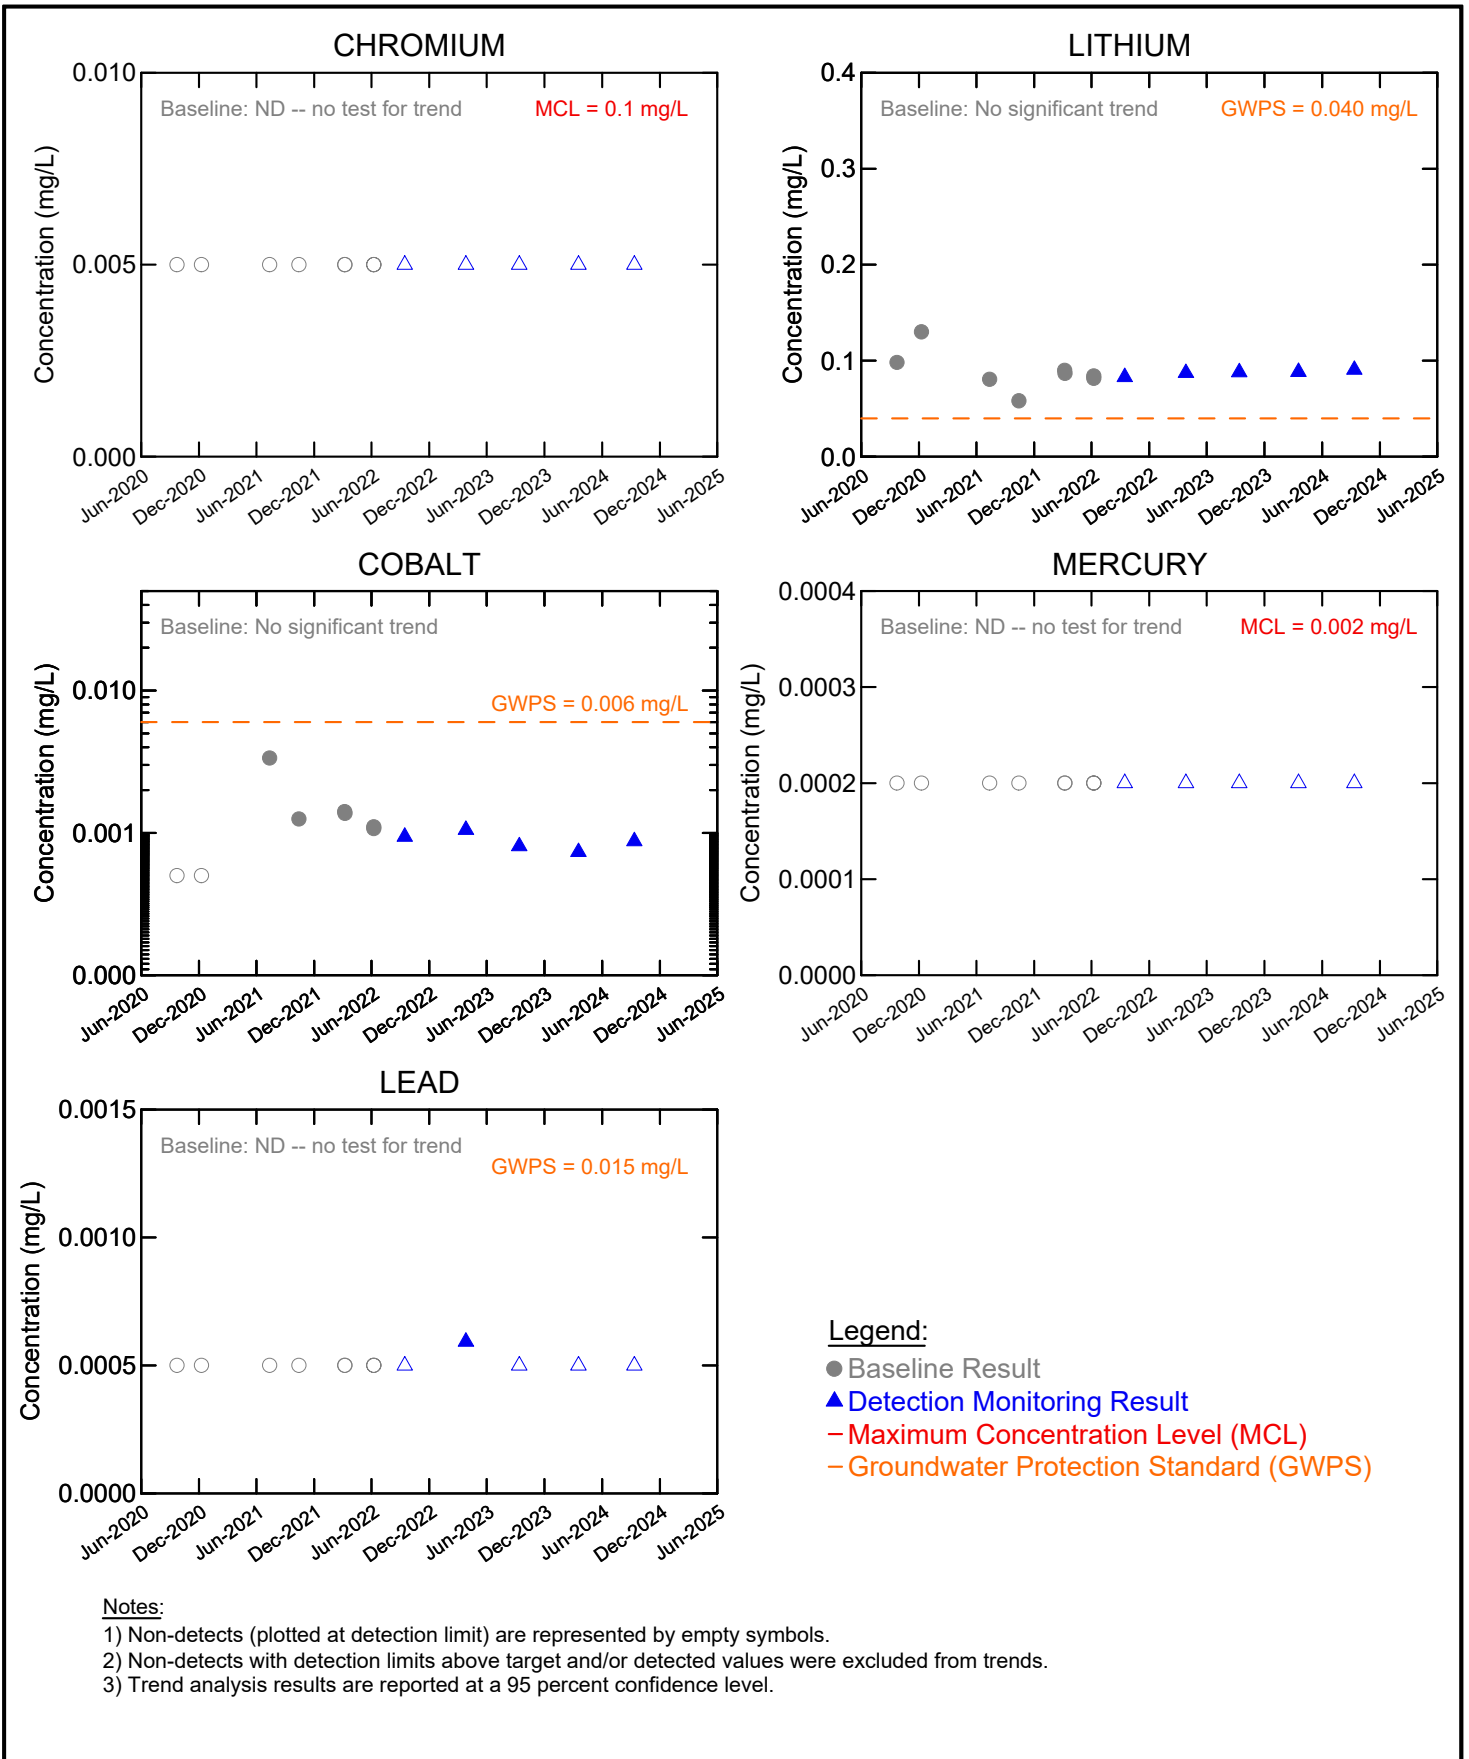 CHROMIUM
Concentration (mg/L)
0.010
0.005
0.000
Baseline: ND -- no test for trend
MCL = 0.1 mg/L
Jun-2020
Dec-2020
Jun-2021
Dec-2021
Jun-2022
Dec-2022
Jun-2023
Dec-2023
Jun-2024
Dec-2024
Jun-2025
LITHIUM
Concentration (mg/L)
0.4
0.3
0.2
0.1
0.0
Baseline: No significant trend
GWPS = 0.040 mg/L
Jun-2020
Dec-2020
Jun-2021
Dec-2021
Jun-2022
Dec-2022
Jun-2023
Dec-2023
Jun-2024
Dec-2024
Jun-2025
COBALT
Concentration (mg/L)
0.010
0.001
0.000
Baseline: No significant trend
GWPS = 0.006 mg/L
Jun-2020
Dec-2020
Jun-2021
Dec-2021
Jun-2022
Dec-2022
Jun-2023
Dec-2023
Jun-2024
Dec-2024
Jun-2025
MERCURY
Concentration (mg/L)
0.0004
0.0003
0.0002
0.0001
0.0000
Baseline: ND -- no test for trend
MCL = 0.002 mg/L
Jun-2020
Dec-2020
Jun-2021
Dec-2021
Jun-2022
Dec-2022
Jun-2023
Dec-2023
Jun-2024
Dec-2024
Jun-2025
LEAD
Concentration (mg/L)
0.0015
0.0010
0.0005
0.0000
Baseline: ND -- no test for trend
GWPS = 0.015 mg/L
Jun-2020
Dec-2020
Jun-2021
Dec-2021
Jun-2022
Dec-2022
Jun-2023
Dec-2023
Jun-2024
Dec-2024
Jun-2025
Legend:
Baseline Result
Detection Monitoring Result
Maximum Concentration Level (MCL)
Groundwater Protection Standard (GWPS)
Notes:
1) Non-detects (plotted at detection limit) are represented by empty symbols.
2) Non-detects with detection limits above target and/or detected values were excluded from trends.
3) Trend analysis results are reported at a 95 percent confidence level.